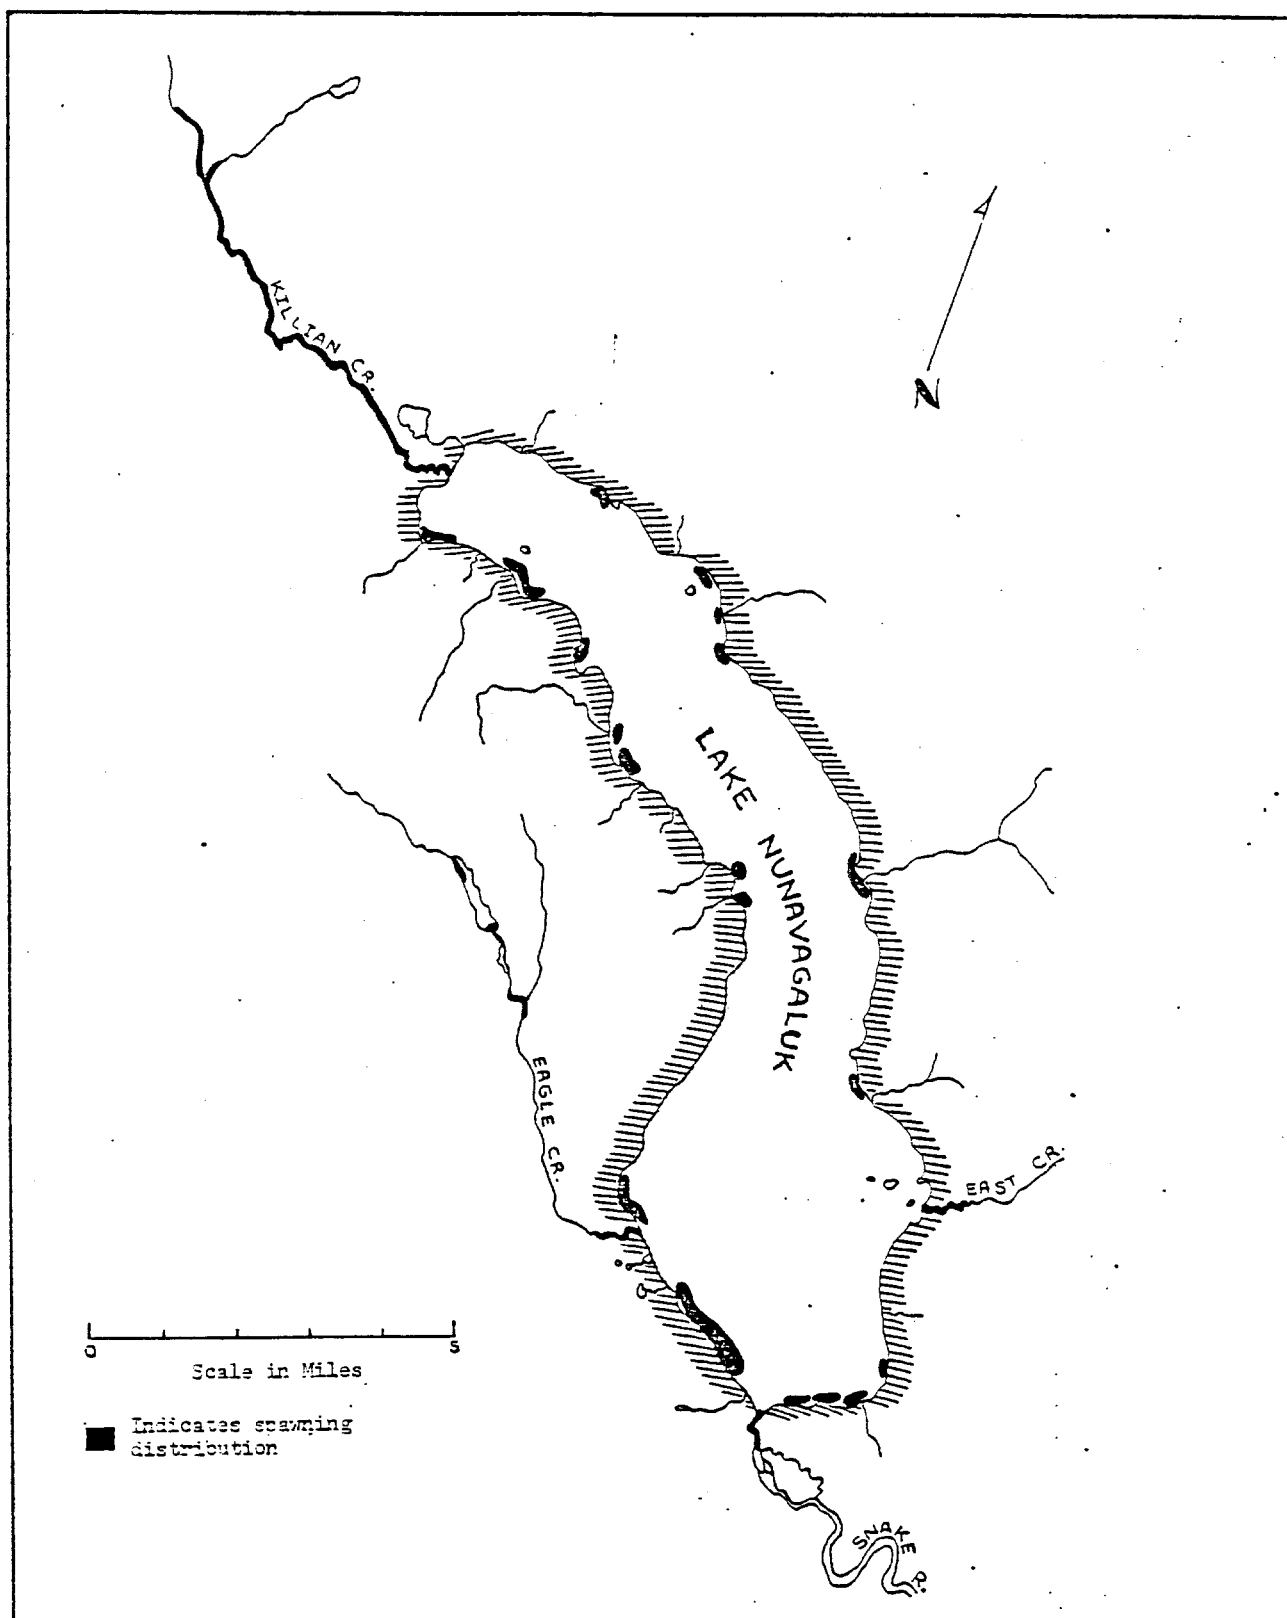 KILLIAN CR.
N
LAKE NUNAVAGALUK
EAGLE CR.
EAST CR.
0 5
Scale in Miles
Indicates spawning
distribution
SNAKE R.